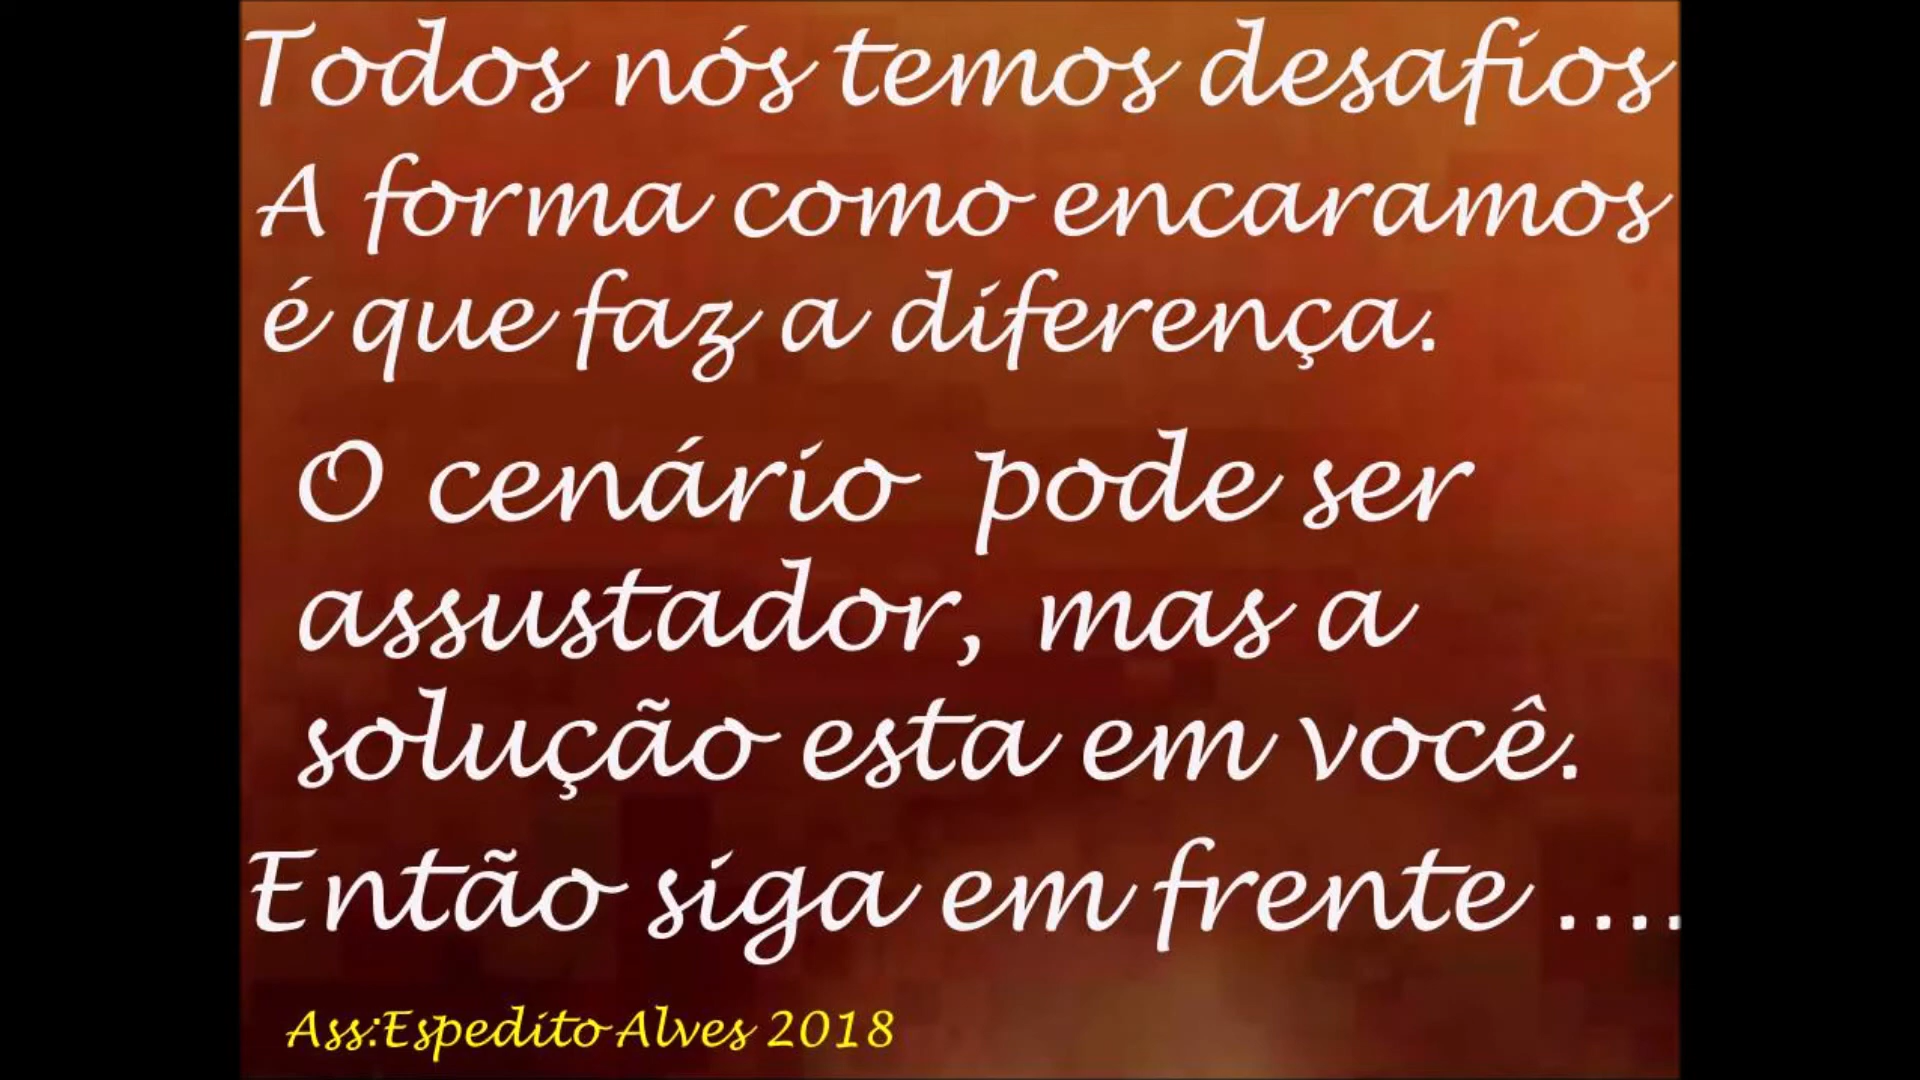 Todos nós temos desafios
A forma como encaramos
é que faz a diferença.
O cenário pode ser
assustador, mas a
solução esta em você.
Então siga em frente ....
Ass:Espedito Alves 2018